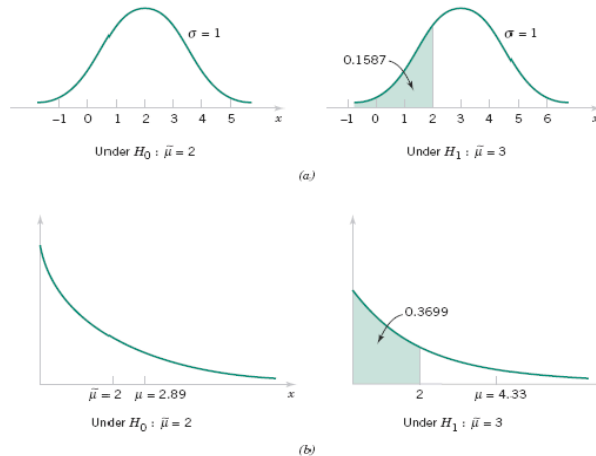 σ = 1
−1 0 1 2 3 4 5 x
Under H₀ : μ̃ = 2
0.1587
σ = 1
−1 0 1 2 3 4 6 x
Under H₁ : μ̃ = 3
(a)
μ̃ = 2 μ = 2.89 x
Under H₀ : μ̃ = 2
0.3699
2 μ = 4.33
Under H₁ : μ̃ = 3
(b)